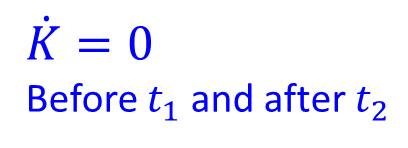 K̇ = 0
Before t₁ and after t₂